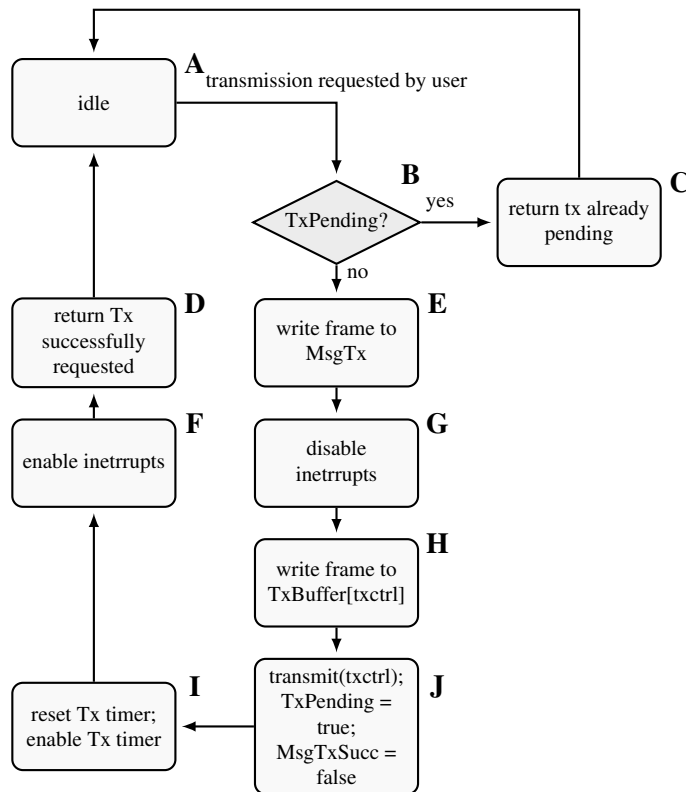 A
transmission requested by user
idle
B
C
yes
TxPending?
return tx already
pending
no
D
E
return Tx
successfully
requested
write frame to
MsgTx
F
G
enable inetrrupts
disable
inetrrupts
H
write frame to
TxBuffer[txctrl]
I
J
reset Tx timer;
enable Tx timer
transmit(txctrl);
TxPending =
true;
MsgTxSucc =
false